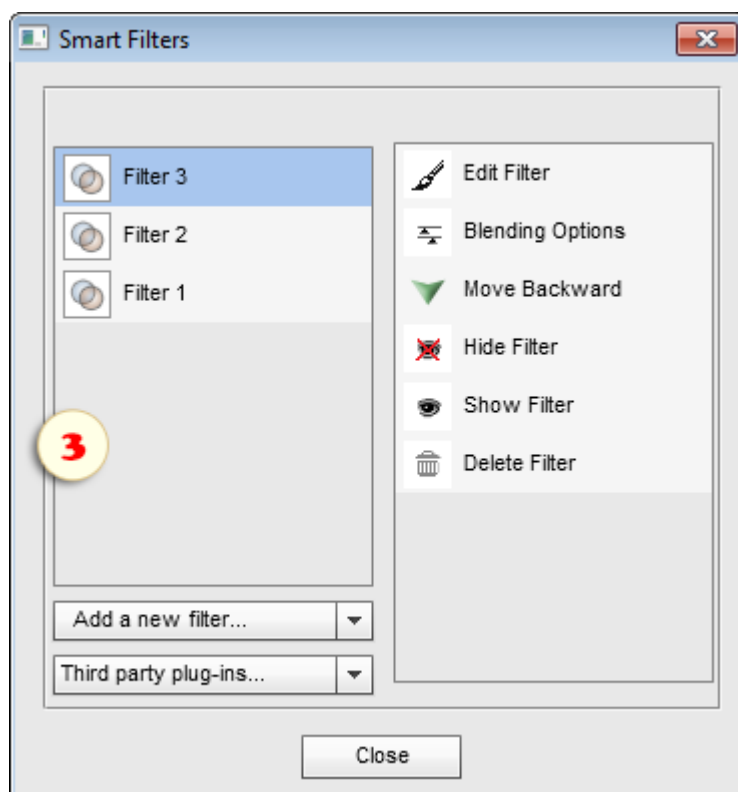 Smart Filters
Filter 3
Filter 2
Filter 1
3
Add a new filter...
Third party plug-ins...
Edit Filter
Blending Options
Move Backward
Hide Filter
Show Filter
Delete Filter
Close